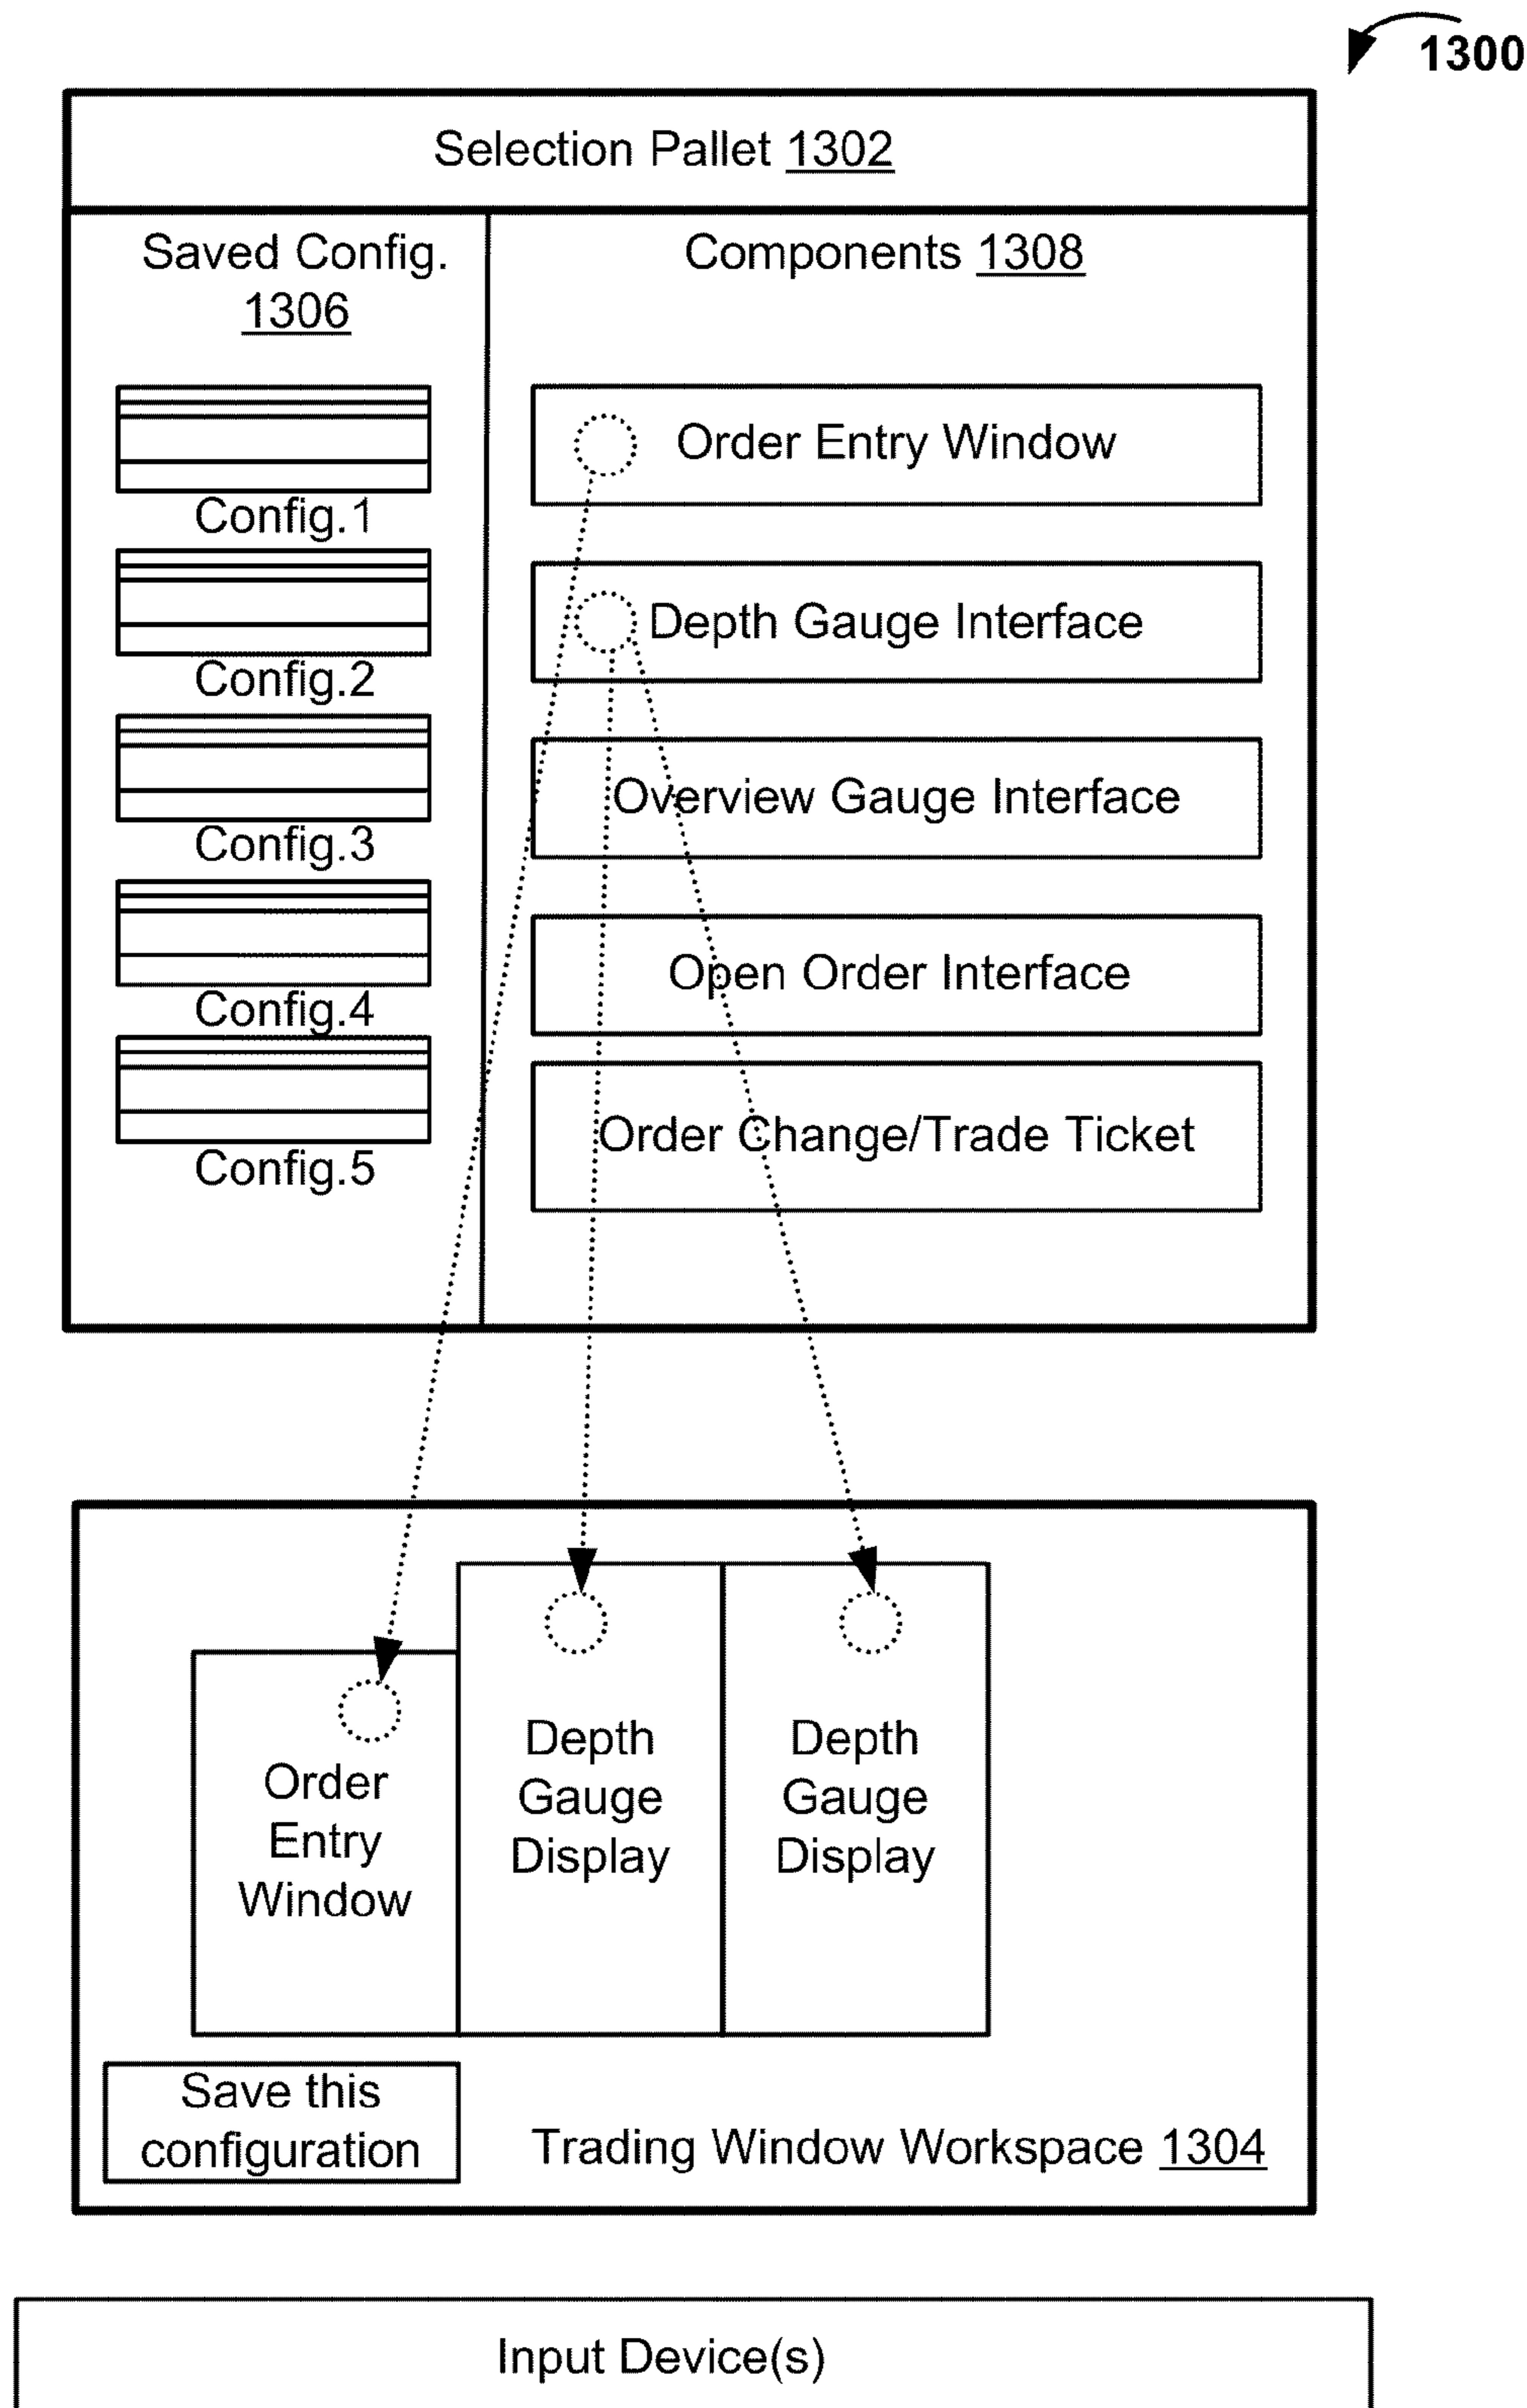 1300
Selection Pallet 1302
Saved Config.
1306
Config.1
Config.2
Config.3
Config.4
Config.5
Components 1308
Order Entry Window
Depth Gauge Interface
Overview Gauge Interface
Open Order Interface
Order Change/Trade Ticket
Order
Entry
Window
Depth
Gauge
Display
Depth
Gauge
Display
Save this
configuration
Trading Window Workspace 1304
Input Device(s)